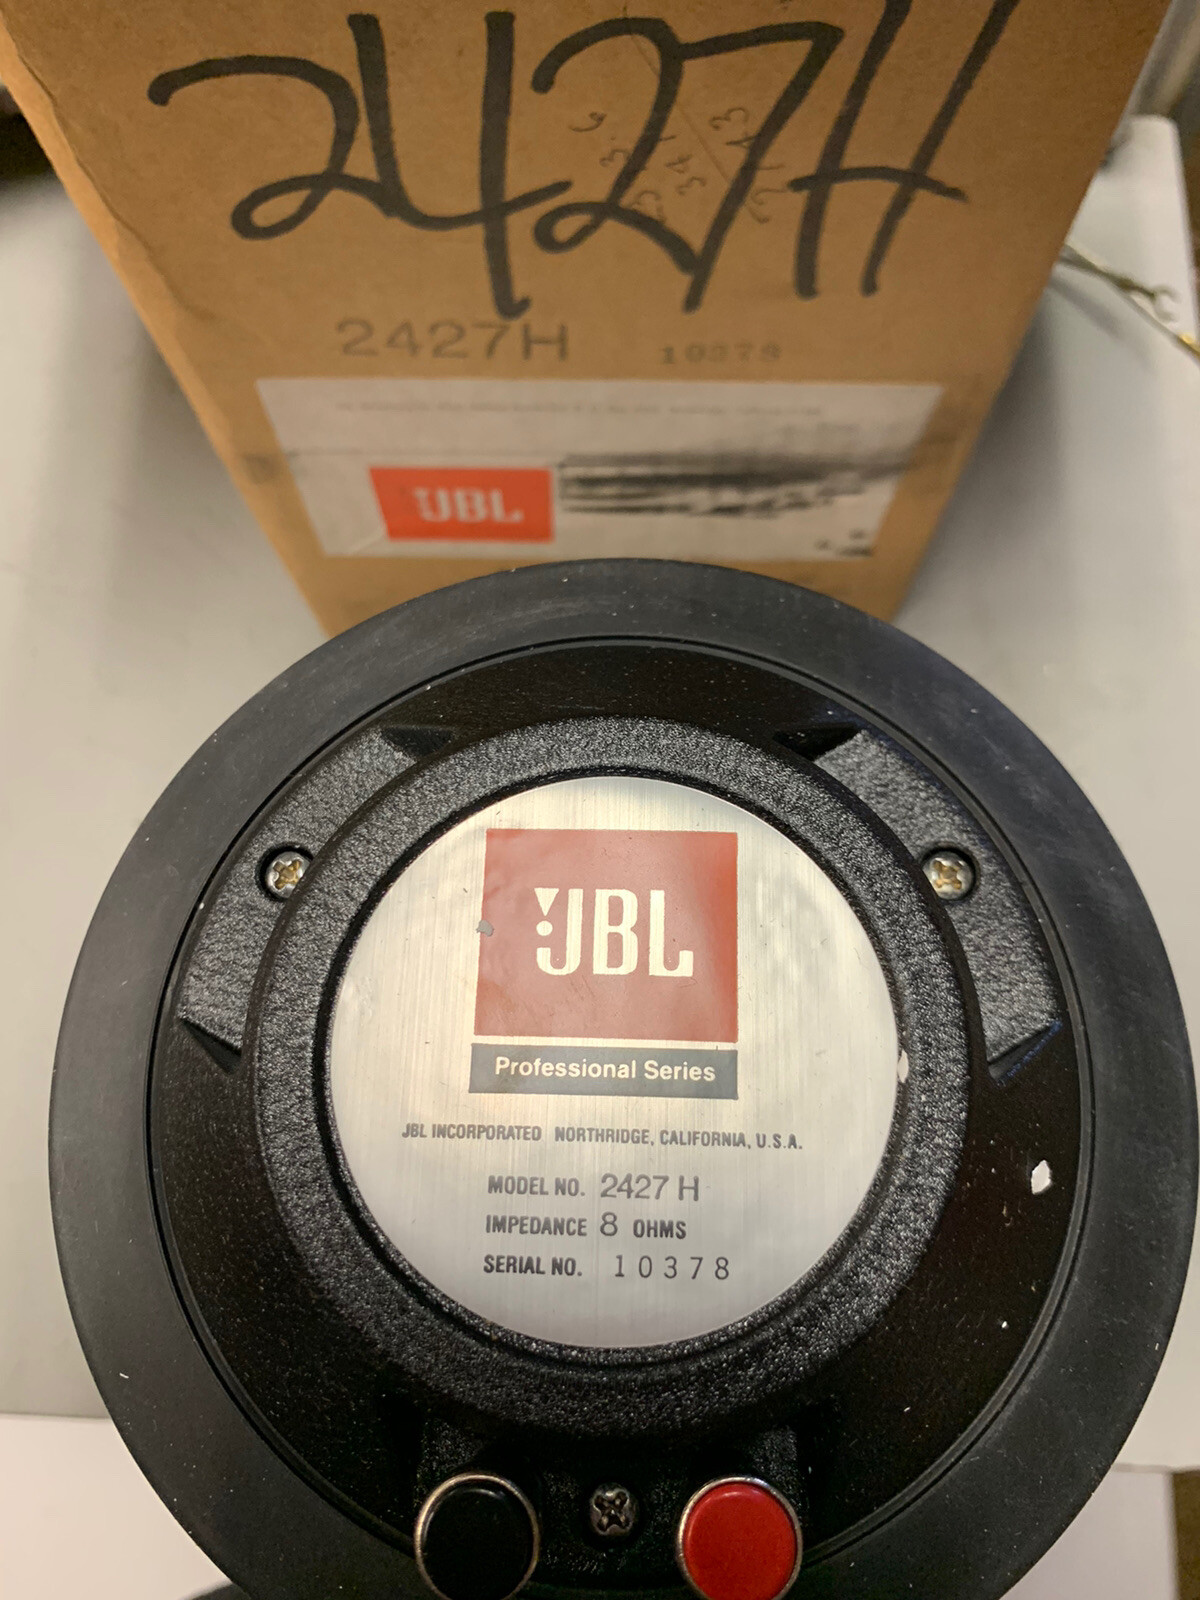 2427H
2427H 10378
JBL
JBL
Professional Series
JBL INCORPORATED NORTHRIDGE, CALIFORNIA, U.S.A.
MODEL NO. 2427 H
IMPEDANCE 8 OHMS
SERIAL NO. 10378